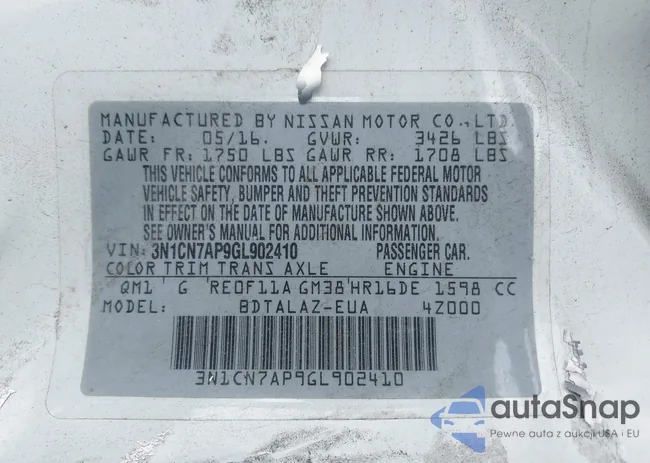 MANUFACTURED BY NISSAN MOTOR CO., LTD.
DATE: 05/16. GVWR: 3426 LBS
GAWR FR: 1750 LBS GAWR RR: 1708 LBS
THIS VEHICLE CONFORMS TO ALL APPLICABLE FEDERAL MOTOR
VEHICLE SAFETY, BUMPER AND THEFT PREVENTION STANDARDS
IN EFFECT ON THE DATE OF MANUFACTURE SHOWN ABOVE.
SEE OWNER'S MANUAL FOR ADDITIONAL INFORMATION.
VIN: 3N1CN7AP9GL902410 PASSENGER CAR.
COLOR TRIM TRANS AXLE ENGINE
QM1 G RE0F11A GM38 HR16DE 1598 CC
MODEL: BDTALAZ-EUA 4Z000
3N1CN7AP9GL902410
autoSnap
Pewne auta z aukcji USA i EU